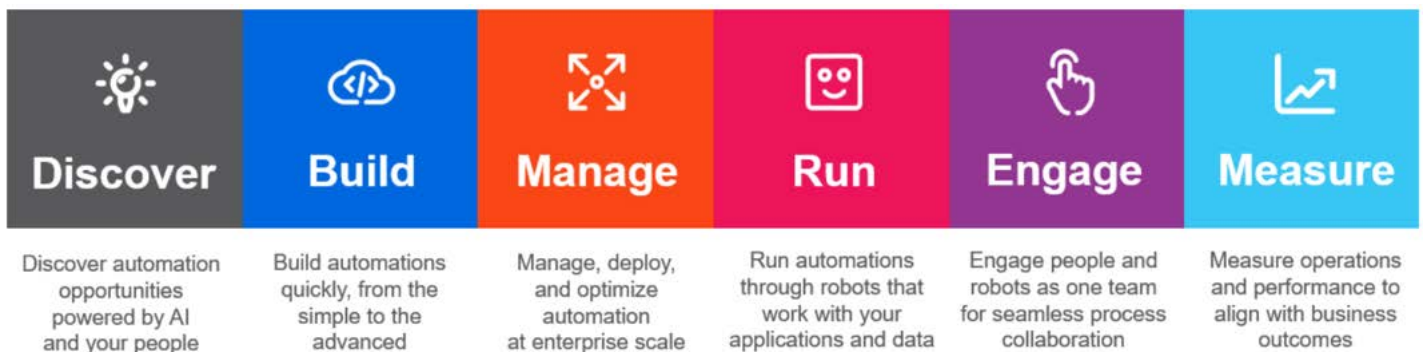 Discover
Build
Manage
Run
Engage
Measure
Discover automation
opportunities
powered by AI
and your people
Build automations
quickly, from the
simple to the
advanced
Manage, deploy,
and optimize
automation
at enterprise scale
Run automations
through robots that
work with your
applications and data
Engage people and
robots as one team
for seamless process
collaboration
Measure operations
and performance to
align with business
outcomes